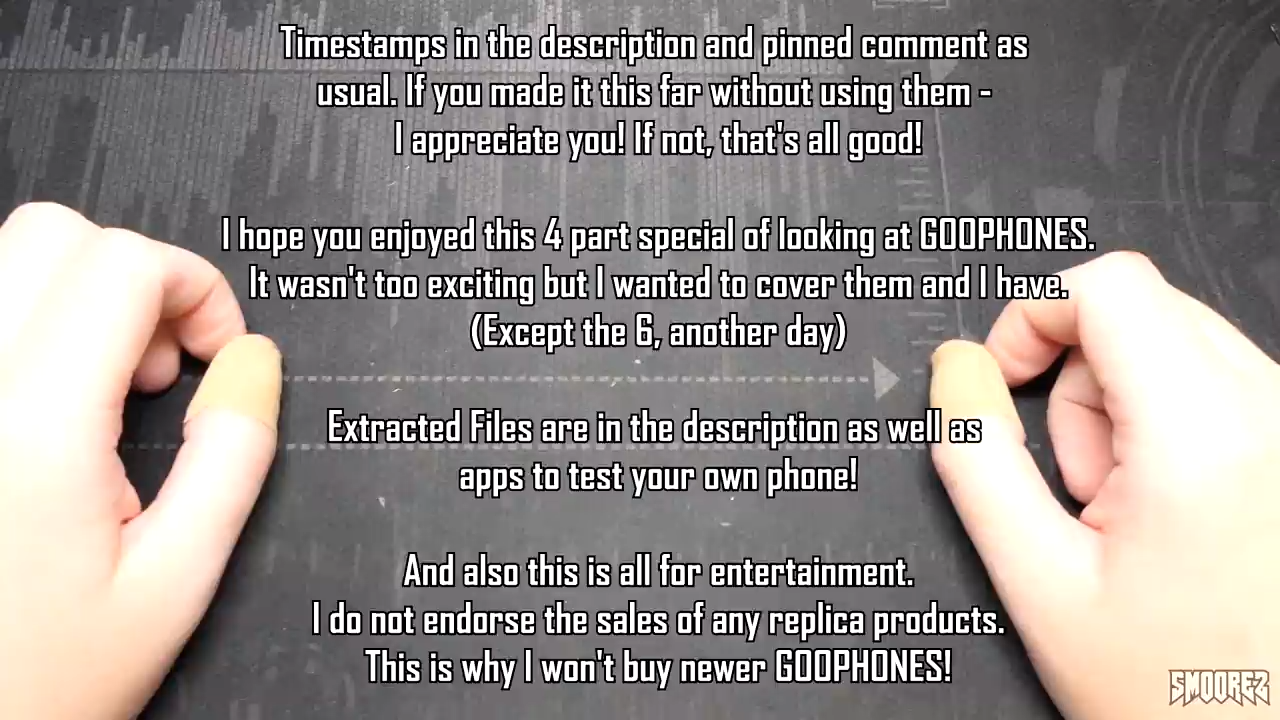 Timestamps in the description and pinned comment as
usual. If you made it this far without using them -
I appreciate you! If not, that's all good!
I hope you enjoyed this 4 part special of looking at GOOPHONES.
It wasn't too exciting but I wanted to cover them and I have.
(Except the 6, another day)
Extracted Files are in the description as well as
apps to test your own phone!
And also this is all for entertainment.
I do not endorse the sales of any replica products.
This is why I won't buy newer GOOPHONES!
SMOOREZ